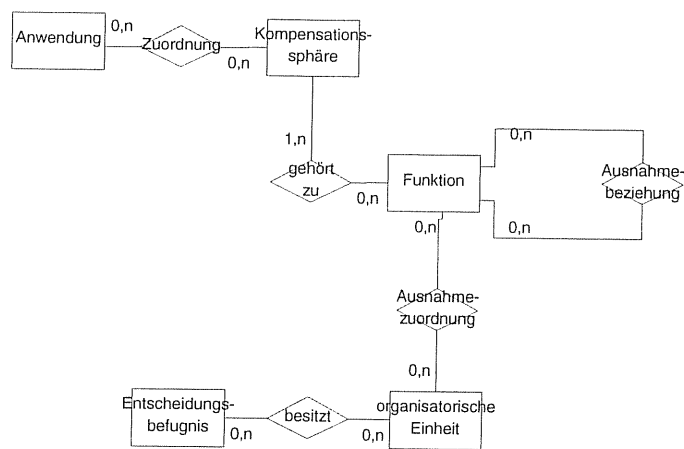 0,n
Anwendung
Zuordnung
0,n
Kompensations-
sphäre
1,n
gehört
zu
0,n
Funktion
0,n
0,n
Ausnahme-
beziehung
0,n
Ausnahme-
zuordnung
0,n
Entscheidungs-
befugnis
0,n
besitzt
0,n
organisatorische
Einheit